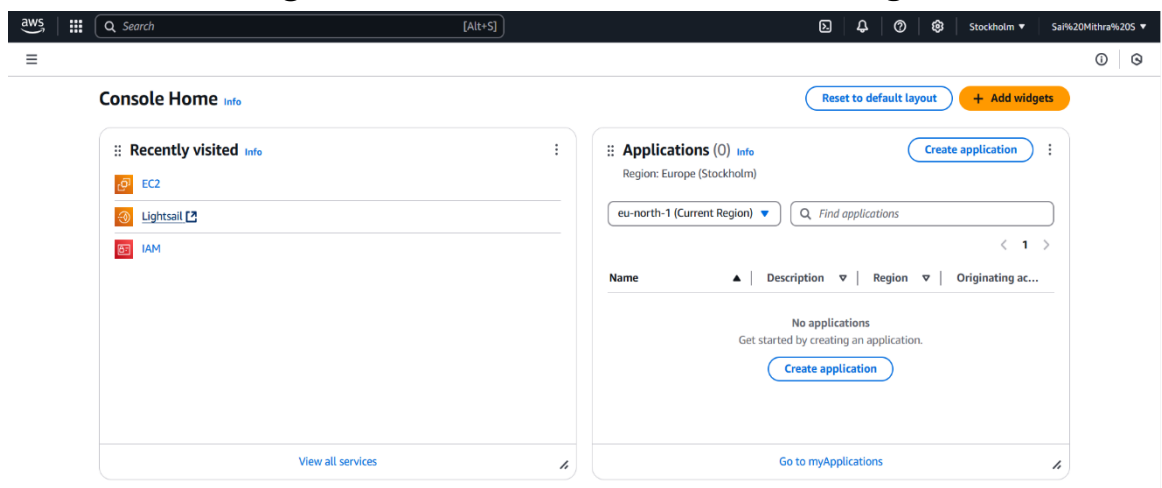 aws
Search [Alt+S]
Stockholm ▼
Sai%20Mithra%20S ▼
Console Home Info
Reset to default layout
+ Add widgets
Recently visited Info
EC2
Lightsail
IAM
View all services
Applications (0) Info
Create application
Region: Europe (Stockholm)
eu-north-1 (Current Region) ▼
Find applications
< 1 >
Name ▲ | Description ▽ | Region ▽ | Originating ac...
No applications
Get started by creating an application.
Create application
Go to myApplications